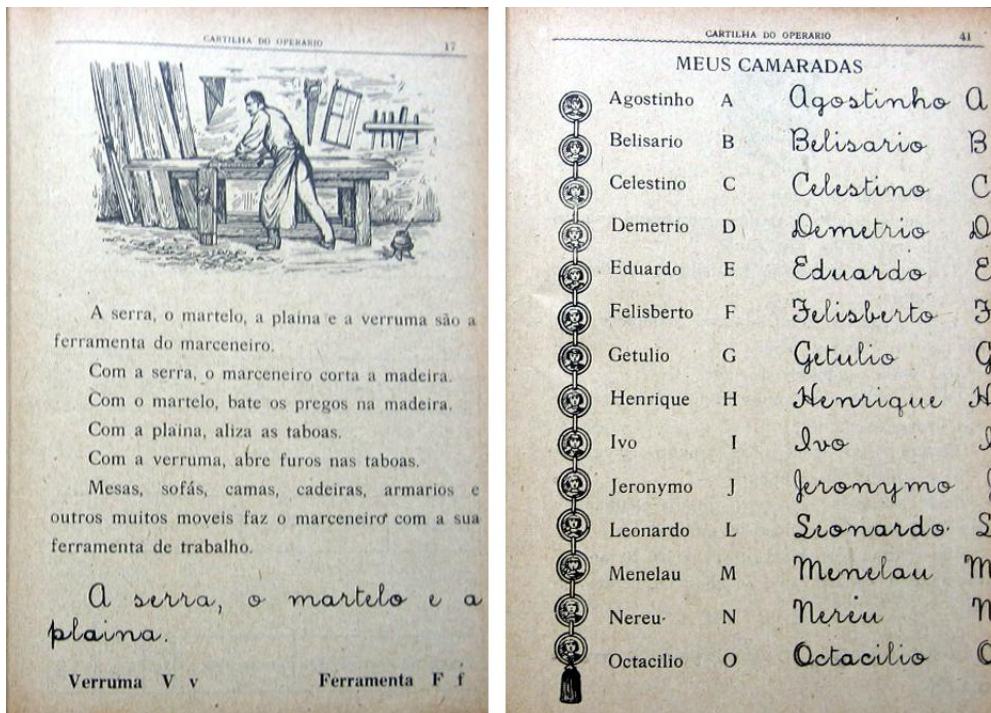 CARTILHA DO OPERARIO 17
A serra, o martelo, a plaina e a verruma são a
ferramenta do marceneiro.
Com a serra, o marceneiro corta a madeira.
Com o martelo, bate os pregos na madeira.
Com a plaina, aliza as taboas.
Com a verruma, abre furos nas taboas.
Mesas, sofás, camas, cadeiras, armarios e
outros muitos moveis faz o marceneiro com a sua
ferramenta de trabalho.
A serra, o martelo e a
plaina.
Verruma V v Ferramenta F f
CARTILHA DO OPERARIO 41
MEUS CAMARADAS
Agostinho A Agostinho A
Belisario B Belisario B
Celestino C Celestino C
Demetrio D Demetrio D
Eduardo E Eduardo E
Felisberto F Felisberto F
Getulio G Getulio G
Henrique H Henrique H
Ivo I Ivo I
Jeronymo J Jeronymo J
Leonardo L Leonardo L
Menelau M Menelau M
Nereu N Nereu N
Octacilio O Octacilio O